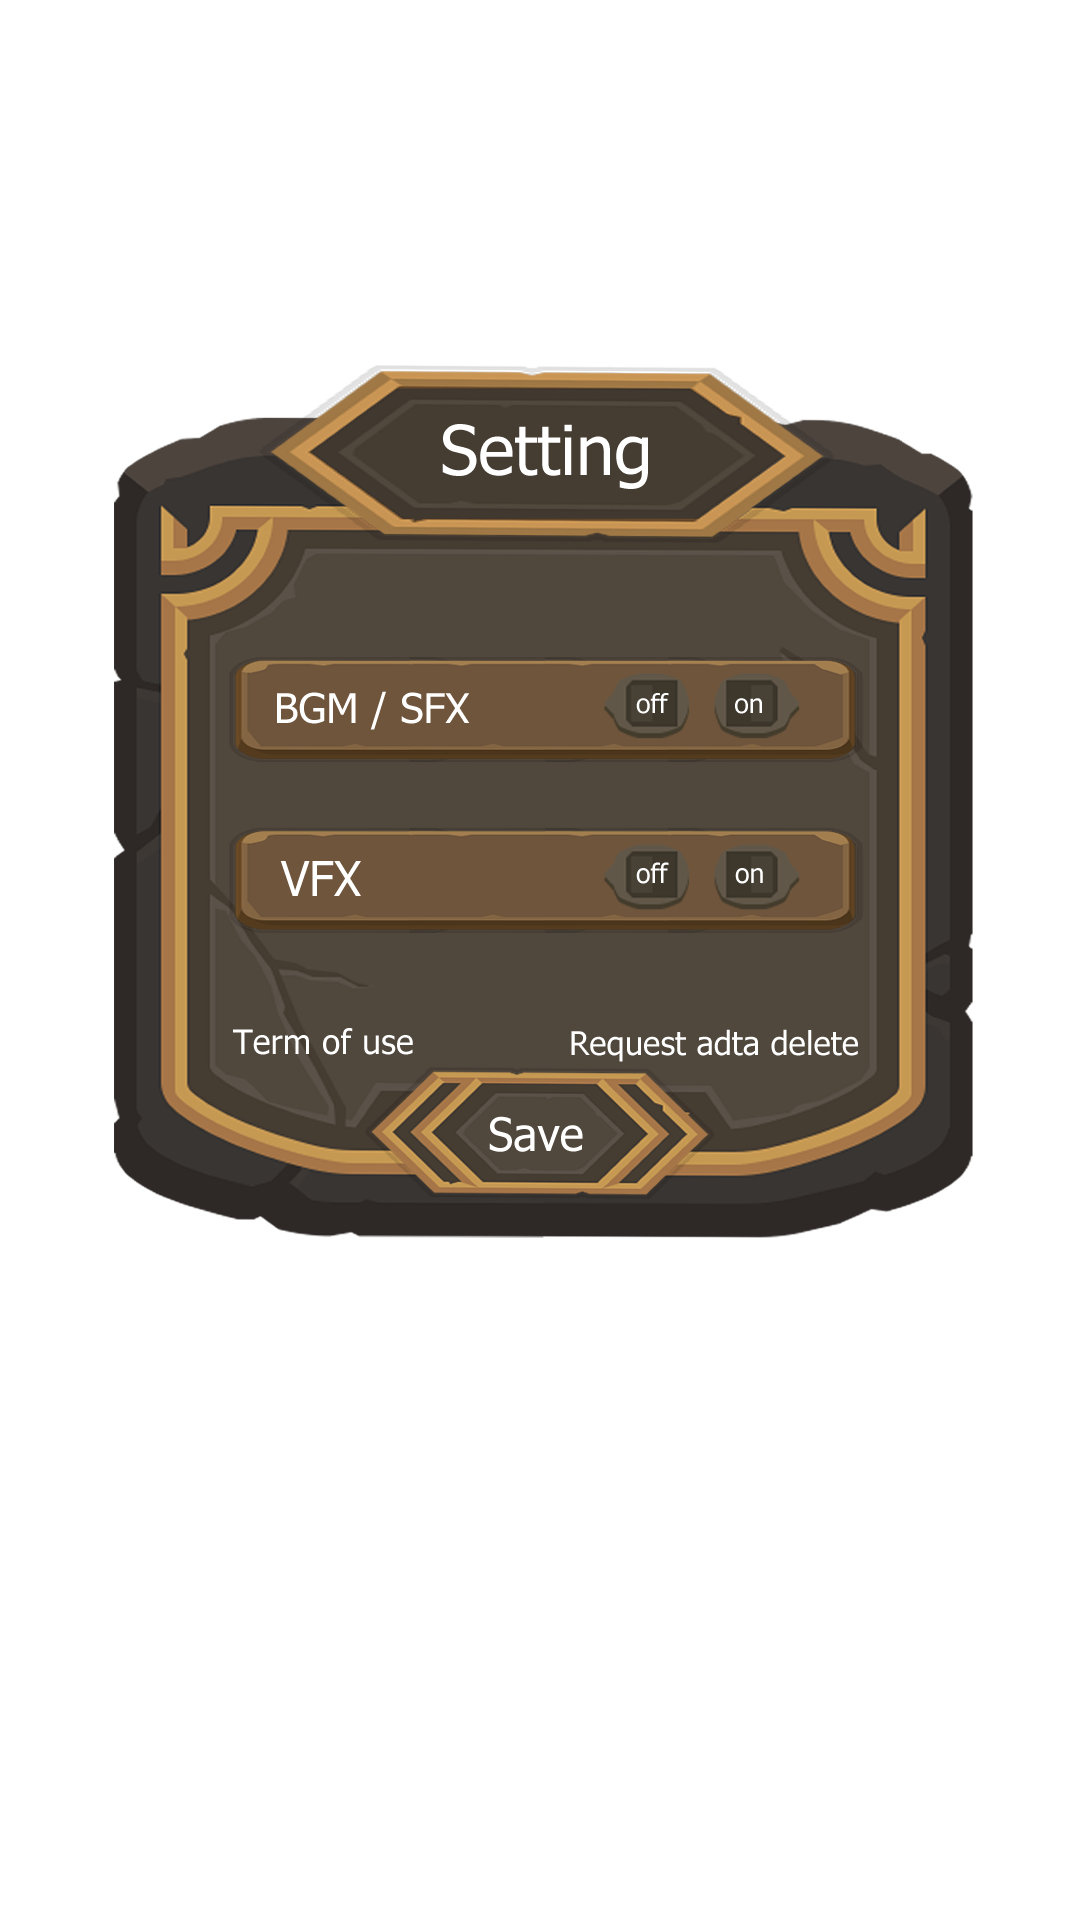 Setting
BGM / SFX off on
VFX off on
Term of use Request adta delete
Save